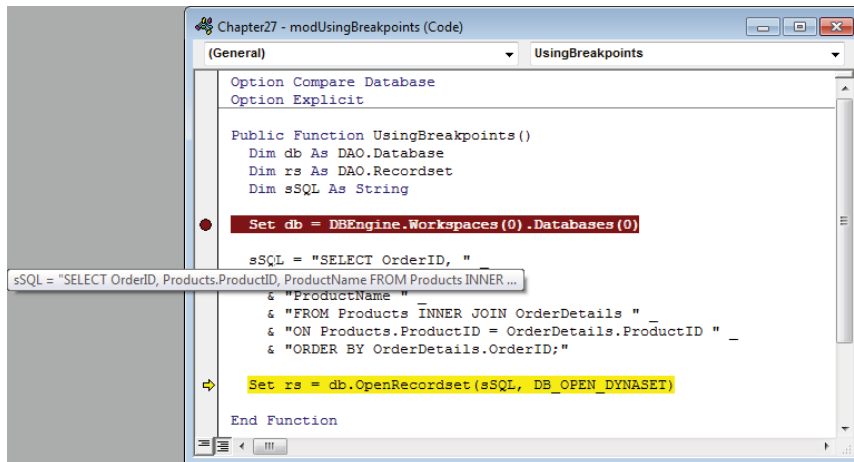 Chapter27 - modUsingBreakpoints (Code)
(General) UsingBreakpoints
Option Compare Database
Option Explicit
Public Function UsingBreakpoints()
Dim db As DAO.Database
Dim rs As DAO.Recordset
Dim sSQL As String
Set db = DBEngine.Workspaces(0).Databases(0)
sSQL = "SELECT OrderID, " _
sSQL = "SELECT OrderID, Products.ProductID, ProductName FROM Products INNER ...
& "ProductName " _
& "FROM Products INNER JOIN OrderDetails " _
& "ON Products.ProductID = OrderDetails.ProductID " _
& "ORDER BY OrderDetails.OrderID;"
Set rs = db.OpenRecordset(sSQL, DB_OPEN_DYNASET)
End Function